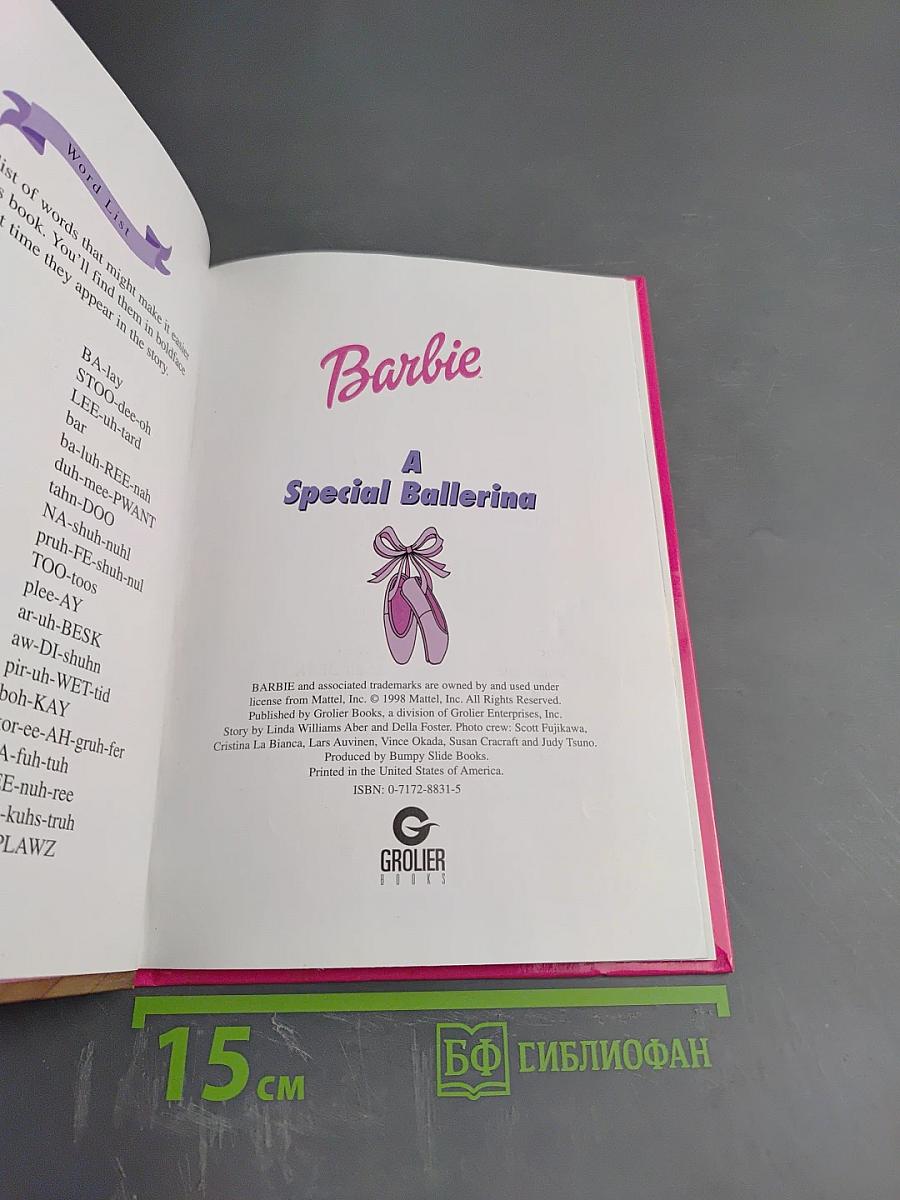 Word List
list of words that might make it easier
book. You'll find them in boldface
time they appear in the story.
BA-lay
STOO-dee-oh
LEE-uh-tard
bar
ba-luh-REE-nah
duh-mee-PWANT
tahn-DOO
NA-shuh-nuhl
pruh-FE-shuh-nul
TOO-toos
plee-AY
ar-uh-BESK
aw-DI-shuhn
pir-uh-WET-tid
boh-KAY
or-ee-AH-gruh-fer
A-fuh-tuh
EE-nuh-ree
-kuhs-truh
PLAWZ
Barbie
A
Special Ballerina
BARBIE and associated trademarks are owned by and used under
license from Mattel, Inc. © 1998 Mattel, Inc. All Rights Reserved.
Published by Grolier Books, a division of Grolier Enterprises, Inc.
Story by Linda Williams Aber and Della Foster. Photo crew: Scott Fujikawa,
Cristina La Bianca, Lars Auvinen, Vince Okada, Susan Cracraft and Judy Tsuno.
Produced by Bumpy Slide Books.
Printed in the United States of America.
ISBN: 0-7172-8831-5
GROLIER
BOOKS
15 см
БФ БИБЛИОФАН